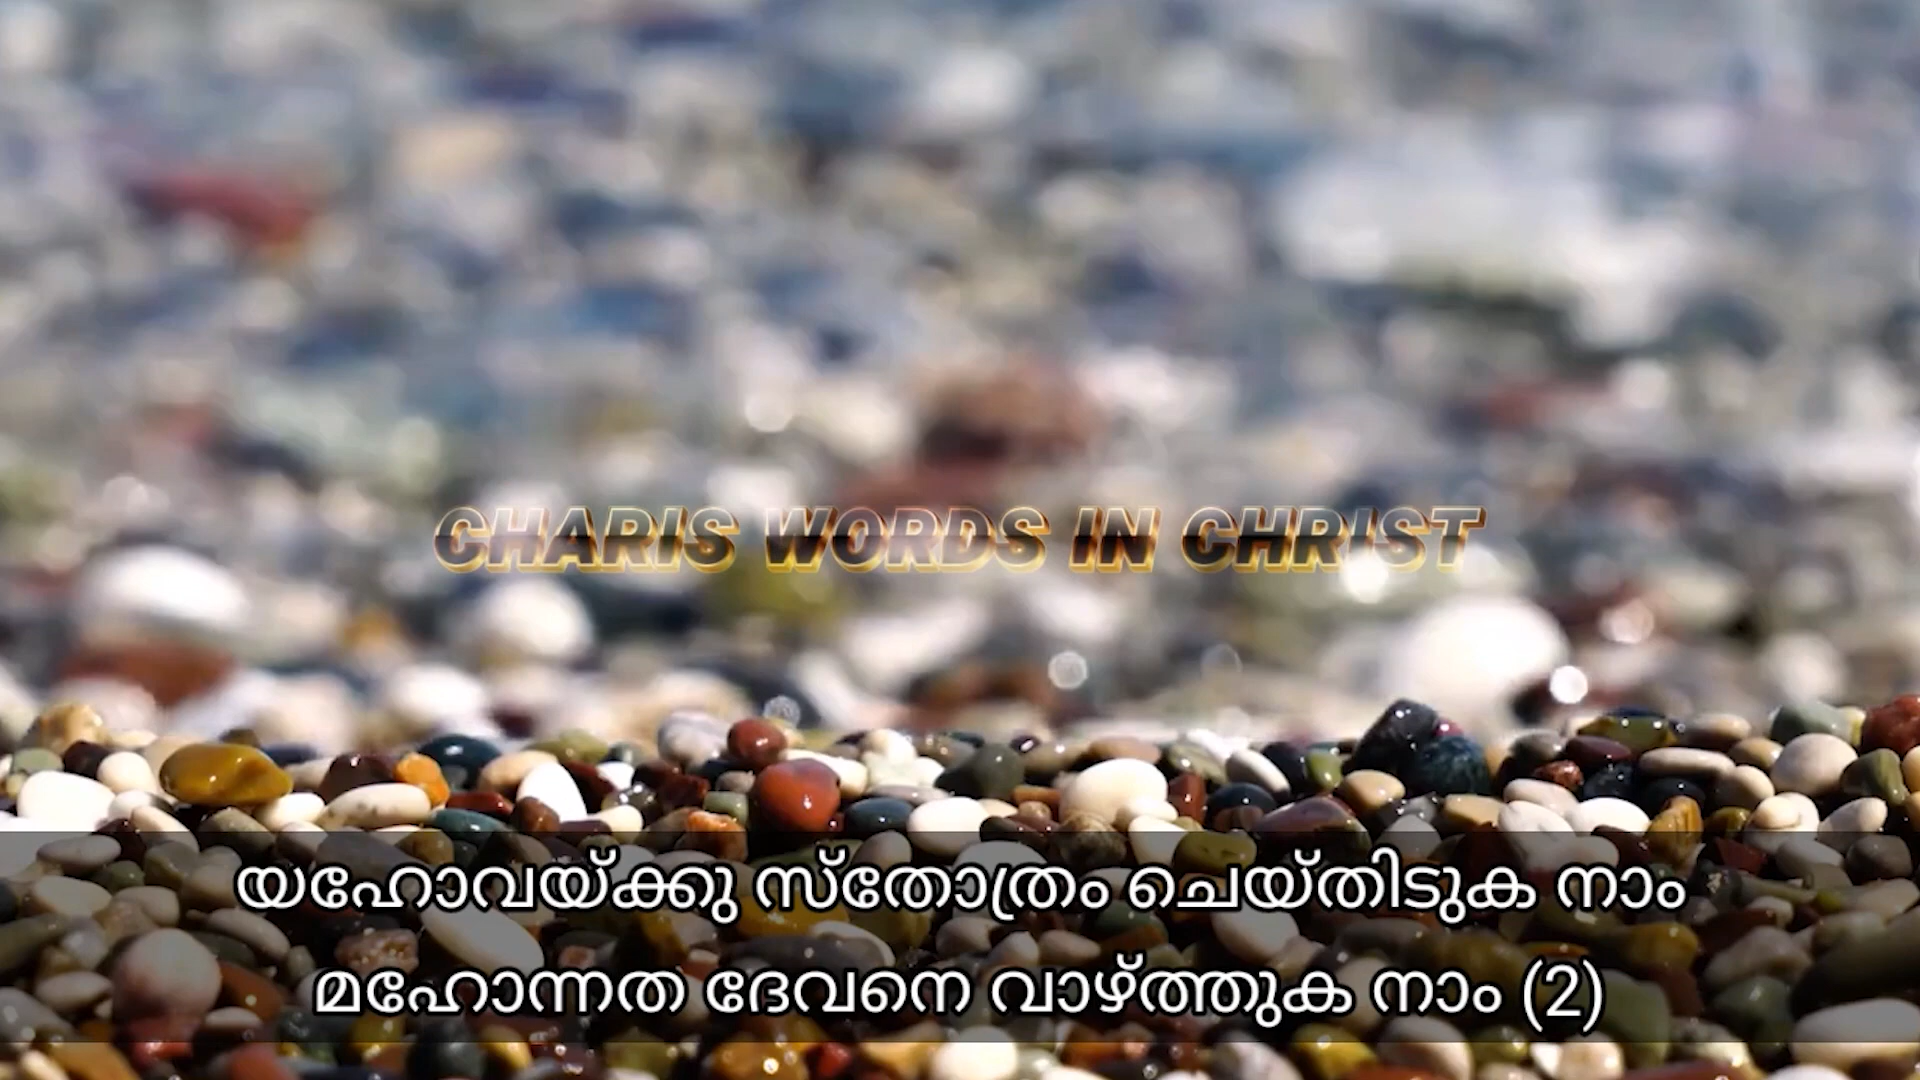 CHARIS WORDS IN CHRIST
യഹോവയ്ക്കു സ്തോത്രം ചെയ്തിടുക നാം
മഹോന്നത ദേവനെ വാഴ്ത്തുക നാം (2)